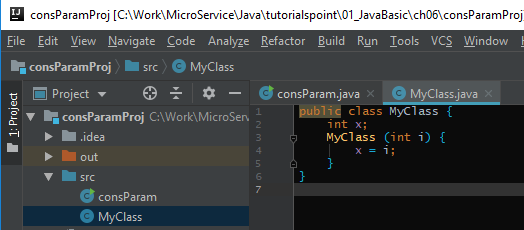 consParamProj [C:\Work\MicroService\Java\tutorialspoint\01_JavaBasic\ch06\consParamProj
File Edit View Navigate Code Analyze Refactor Build Run Tools VCS Window
consParamProj src MyClass
1: Project
Project
consParamProj C:\Work\MicroServic
.idea
out
src
consParam
MyClass
consParam.java MyClass.java
1 public class MyClass {
2 int x;
3 MyClass (int i) {
4 x = i;
5 }
6 }
7